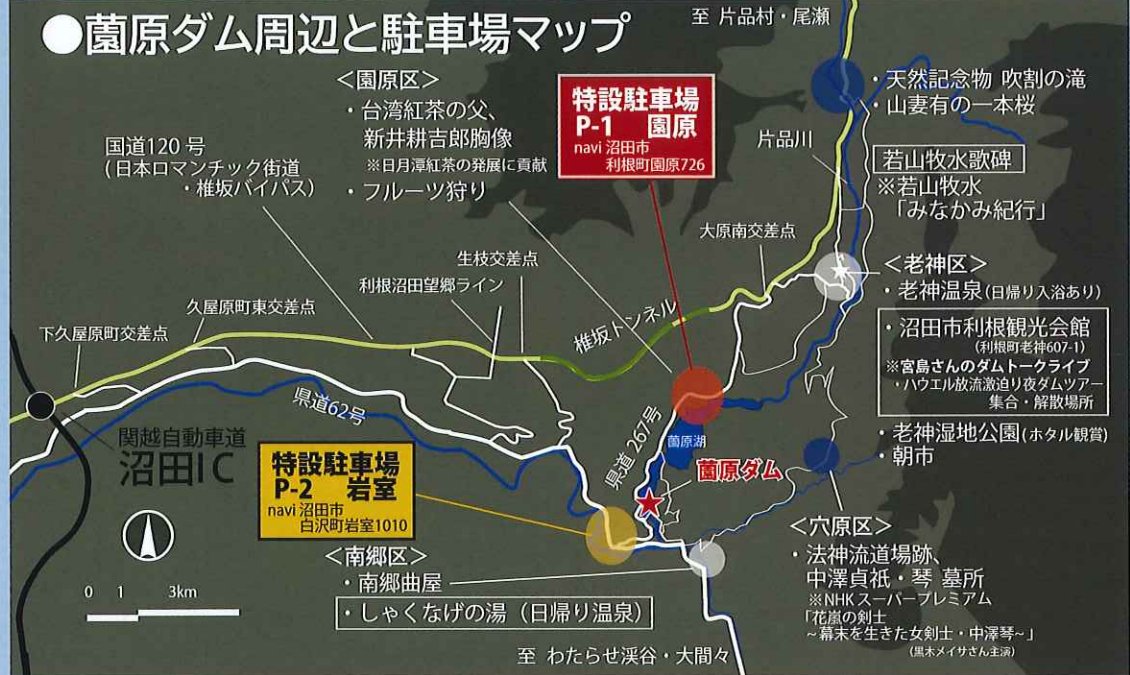 ●薗原ダム周辺と駐車場マップ
至 片品村・尾瀬
＜園原区＞
・台湾紅茶の父、
新井耕吉郎胸像
※日月潭紅茶の発展に貢献
・フルーツ狩り
特設駐車場
P-1 園原
navi 沼田市
利根町園原726
・天然記念物 吹割の滝
・山妻有の一本桜
片品川
若山牧水歌碑
※若山牧水
「みなかみ紀行」
国道120号
(日本ロマンチック街道
・椎坂バイパス)
大原南交差点
生枝交差点
利根沼田望郷ライン
久屋原町東交差点
下久屋原町交差点
椎坂トンネル
＜老神区＞
・老神温泉(日帰り入浴あり)
・沼田市利根観光会館
(利根町老神607-1)
※宮島さんのダムトークライブ
・ハウエル放流激迫り夜ダムツアー
集合・解散場所
・老神湿地公園(ホタル観賞)
・朝市
県道62号
県道267号
薗原湖
薗原ダム
関越自動車道
沼田IC
特設駐車場
P-2 岩室
navi 沼田市
白沢町岩室1010
0 1 3km
＜南郷区＞
・南郷曲屋
・しゃくなげの湯（日帰り温泉）
＜穴原区＞
・法神流道場跡、
中澤貞祇・琴 墓所
※NHKスーパープレミアム
「花嵐の剣士
～幕末を生きた女剣士・中澤琴～」
(黒木メイサさん主演)
至 わたらせ渓谷・大間々